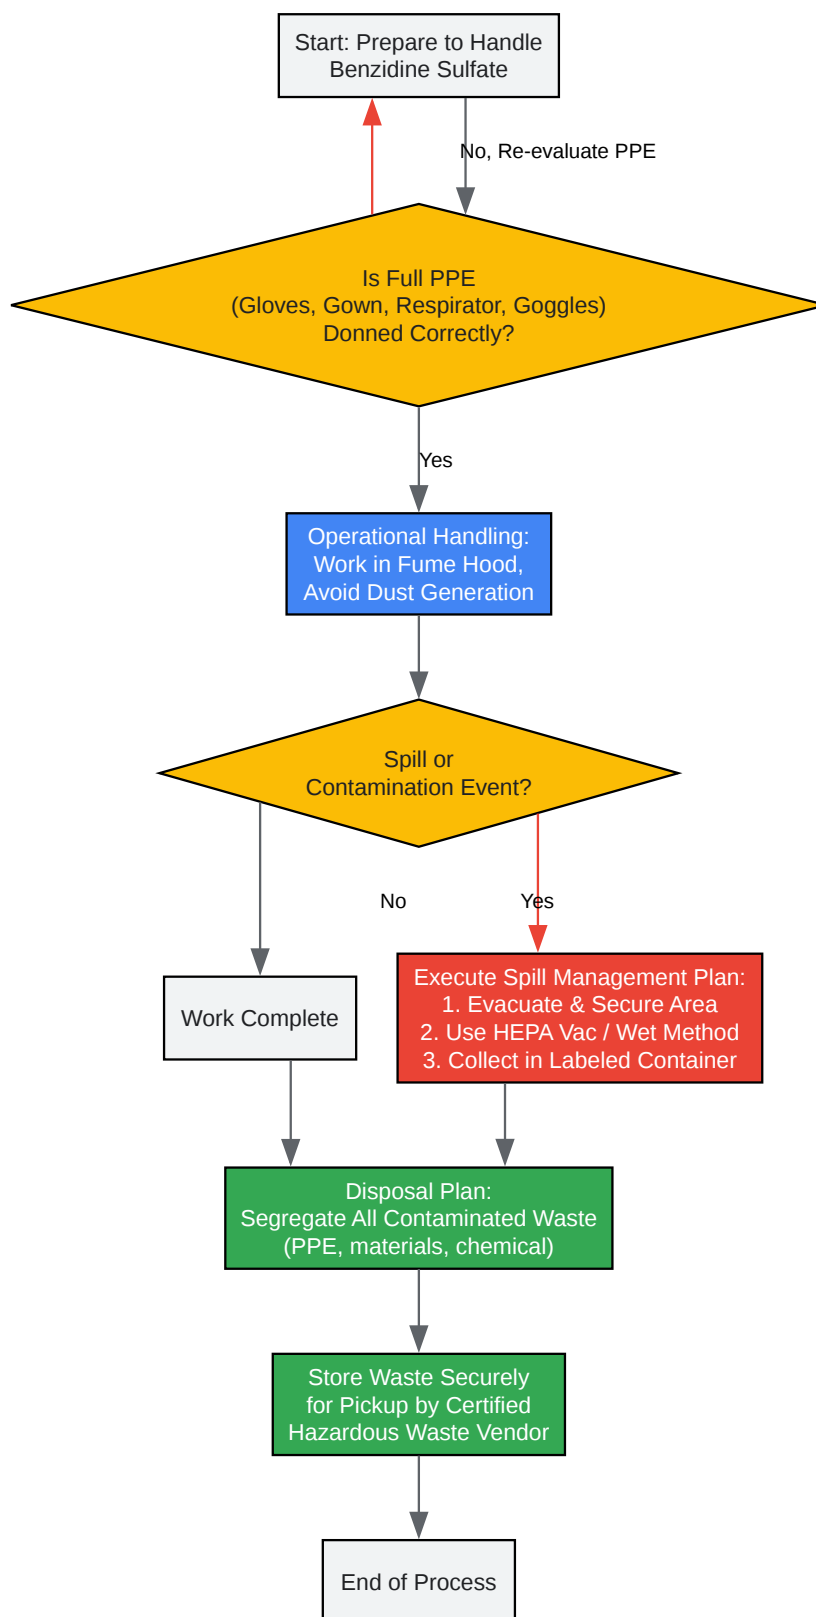 Start: Prepare to Handle
Benzidine Sulfate
No, Re-evaluate PPE
Is Full PPE
(Gloves, Gown, Respirator, Goggles)
Donned Correctly?
Yes
Operational Handling:
Work in Fume Hood,
Avoid Dust Generation
Spill or
Contamination Event?
No
Yes
Work Complete
Execute Spill Management Plan:
1. Evacuate & Secure Area
2. Use HEPA Vac / Wet Method
3. Collect in Labeled Container
Disposal Plan:
Segregate All Contaminated Waste
(PPE, materials, chemical)
Store Waste Securely
for Pickup by Certified
Hazardous Waste Vendor
End of Process